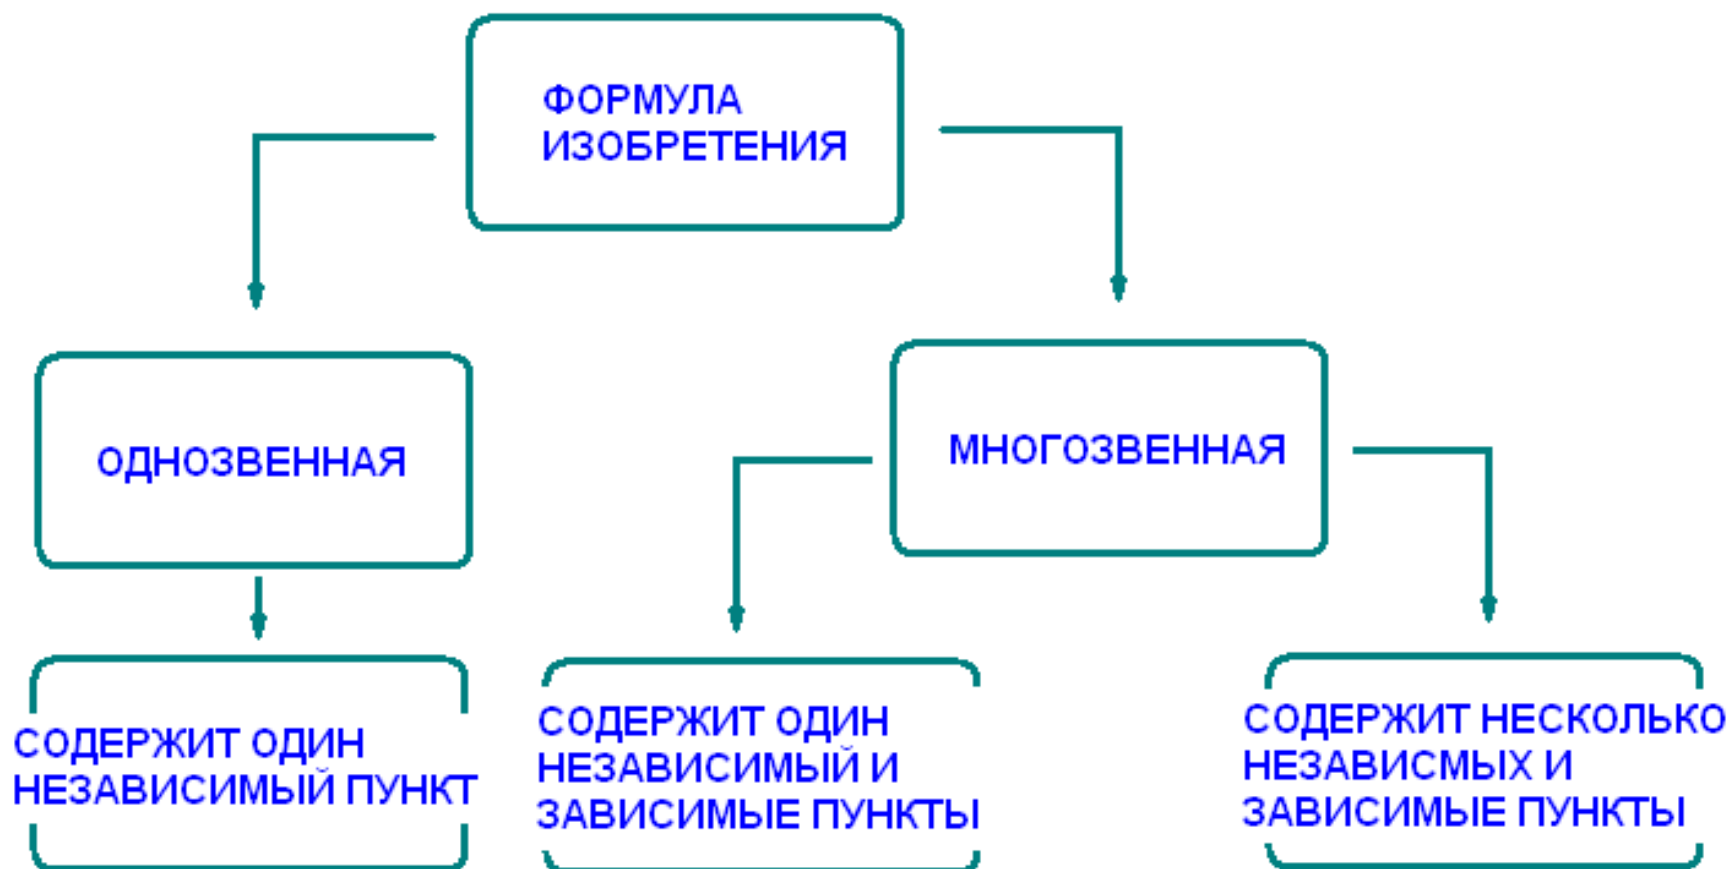 ФОРМУЛА
ИЗОБРЕТЕНИЯ
ОДНОЗВЕННАЯ
МНОГОЗВЕННАЯ
СОДЕРЖИТ ОДИН
НЕЗАВИСИМЫЙ ПУНКТ
СОДЕРЖИТ ОДИН
НЕЗАВИСИМЫЙ И
ЗАВИСИМЫЕ ПУНКТЫ
СОДЕРЖИТ НЕСКОЛЬКО
НЕЗАВИСМЫХ И
ЗАВИСИМЫЕ ПУНКТЫ